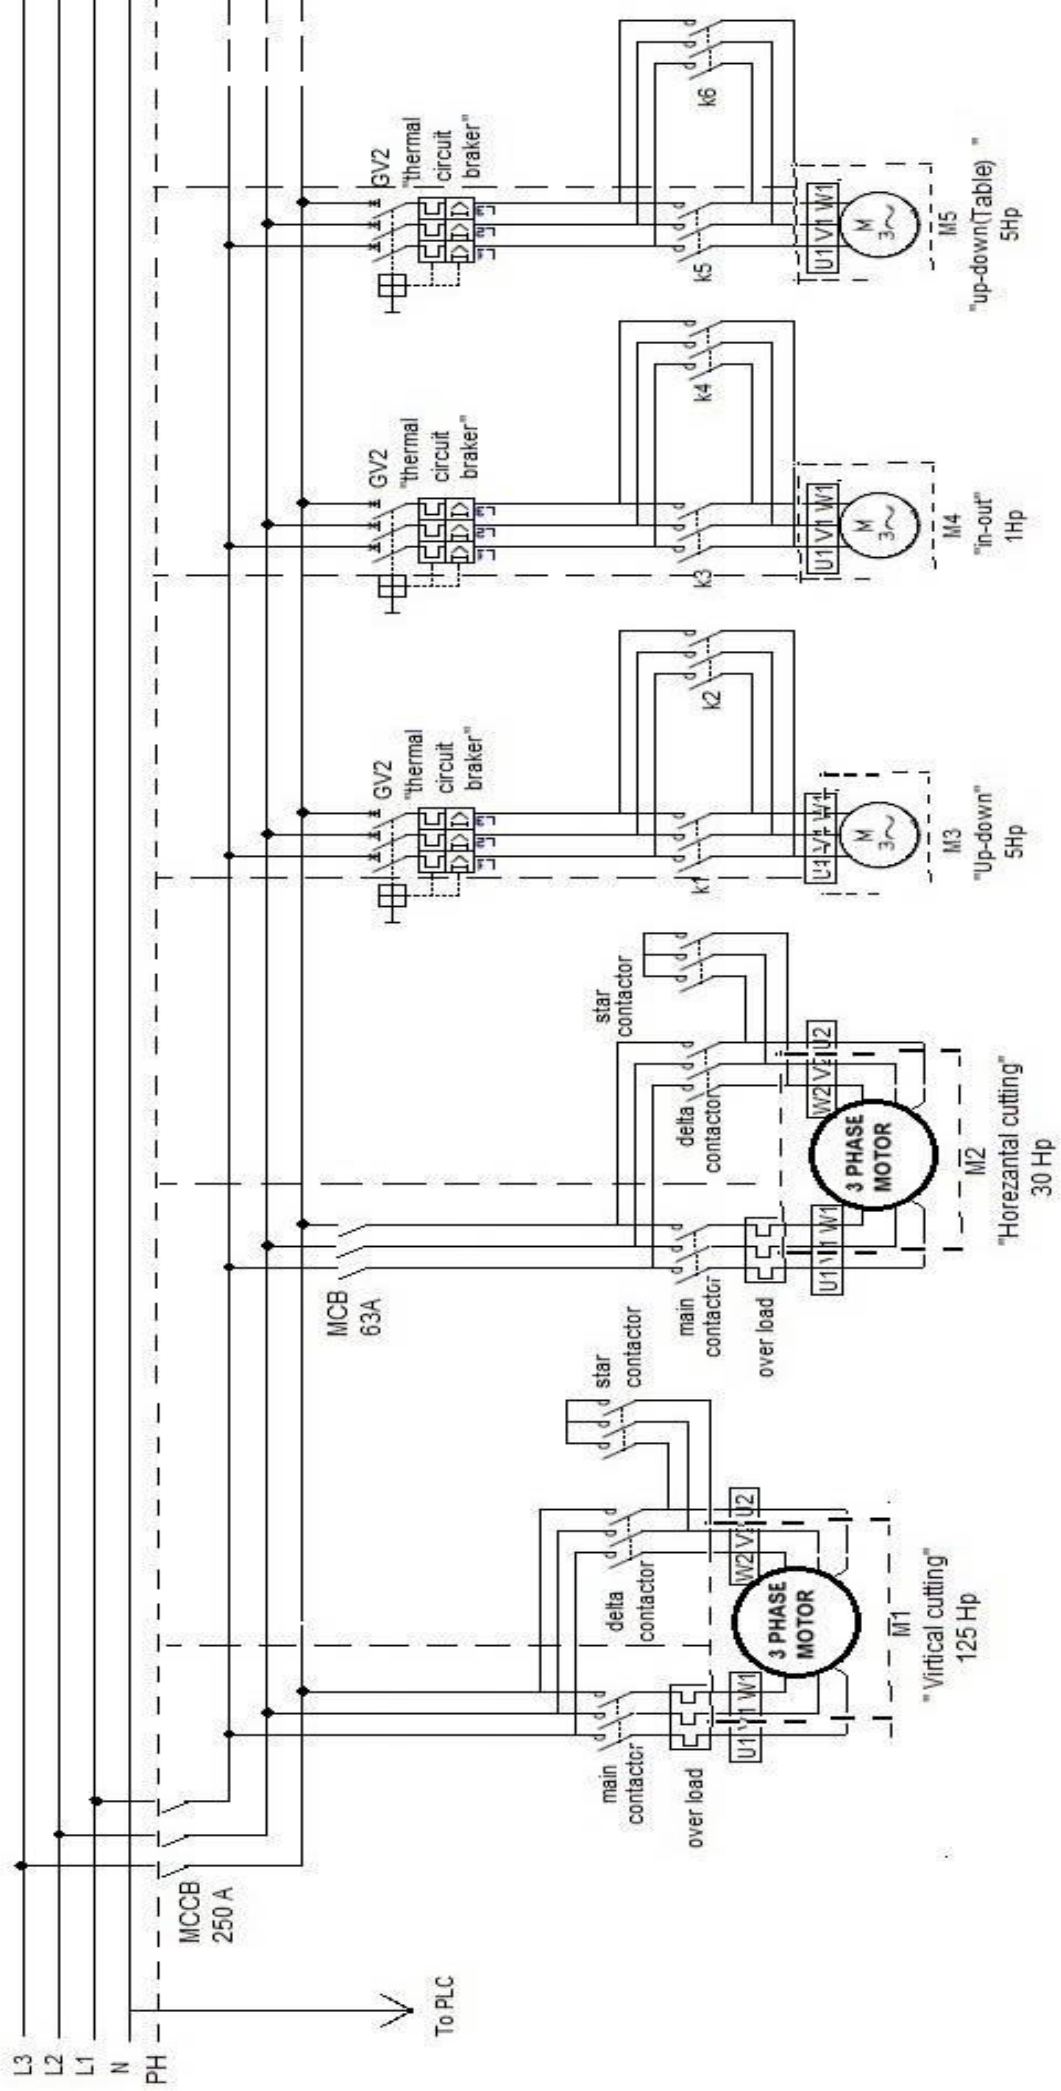 L3
L2
L1
N
PH
To PLC
MCCB
250 A
main
contactor
over load
U1 V1 W1
delta
contactor
star
contactor
W2 V2 U2
3 PHASE
MOTOR
M1
"Virtical cutting"
125 Hp
MCB
63A
main
contactor
over load
U1 V1 W1
delta
contactor
star
contactor
W2 V2 U2
3 PHASE
MOTOR
M2
"Horezantal cutting"
30 Hp
GV2
"thermal
circuit
braker"
k1
k2
U1 V1 W1
M
3~
M3
"Up-down"
5Hp
GV2
"thermal
circuit
braker"
k3
k4
U1 V1 W1
M
3~
M4
"in-out"
1Hp
GV2
"thermal
circuit
braker"
k5
k6
U1 V1 W1
M
3~
M5
"up-down(Table) "
5Hp